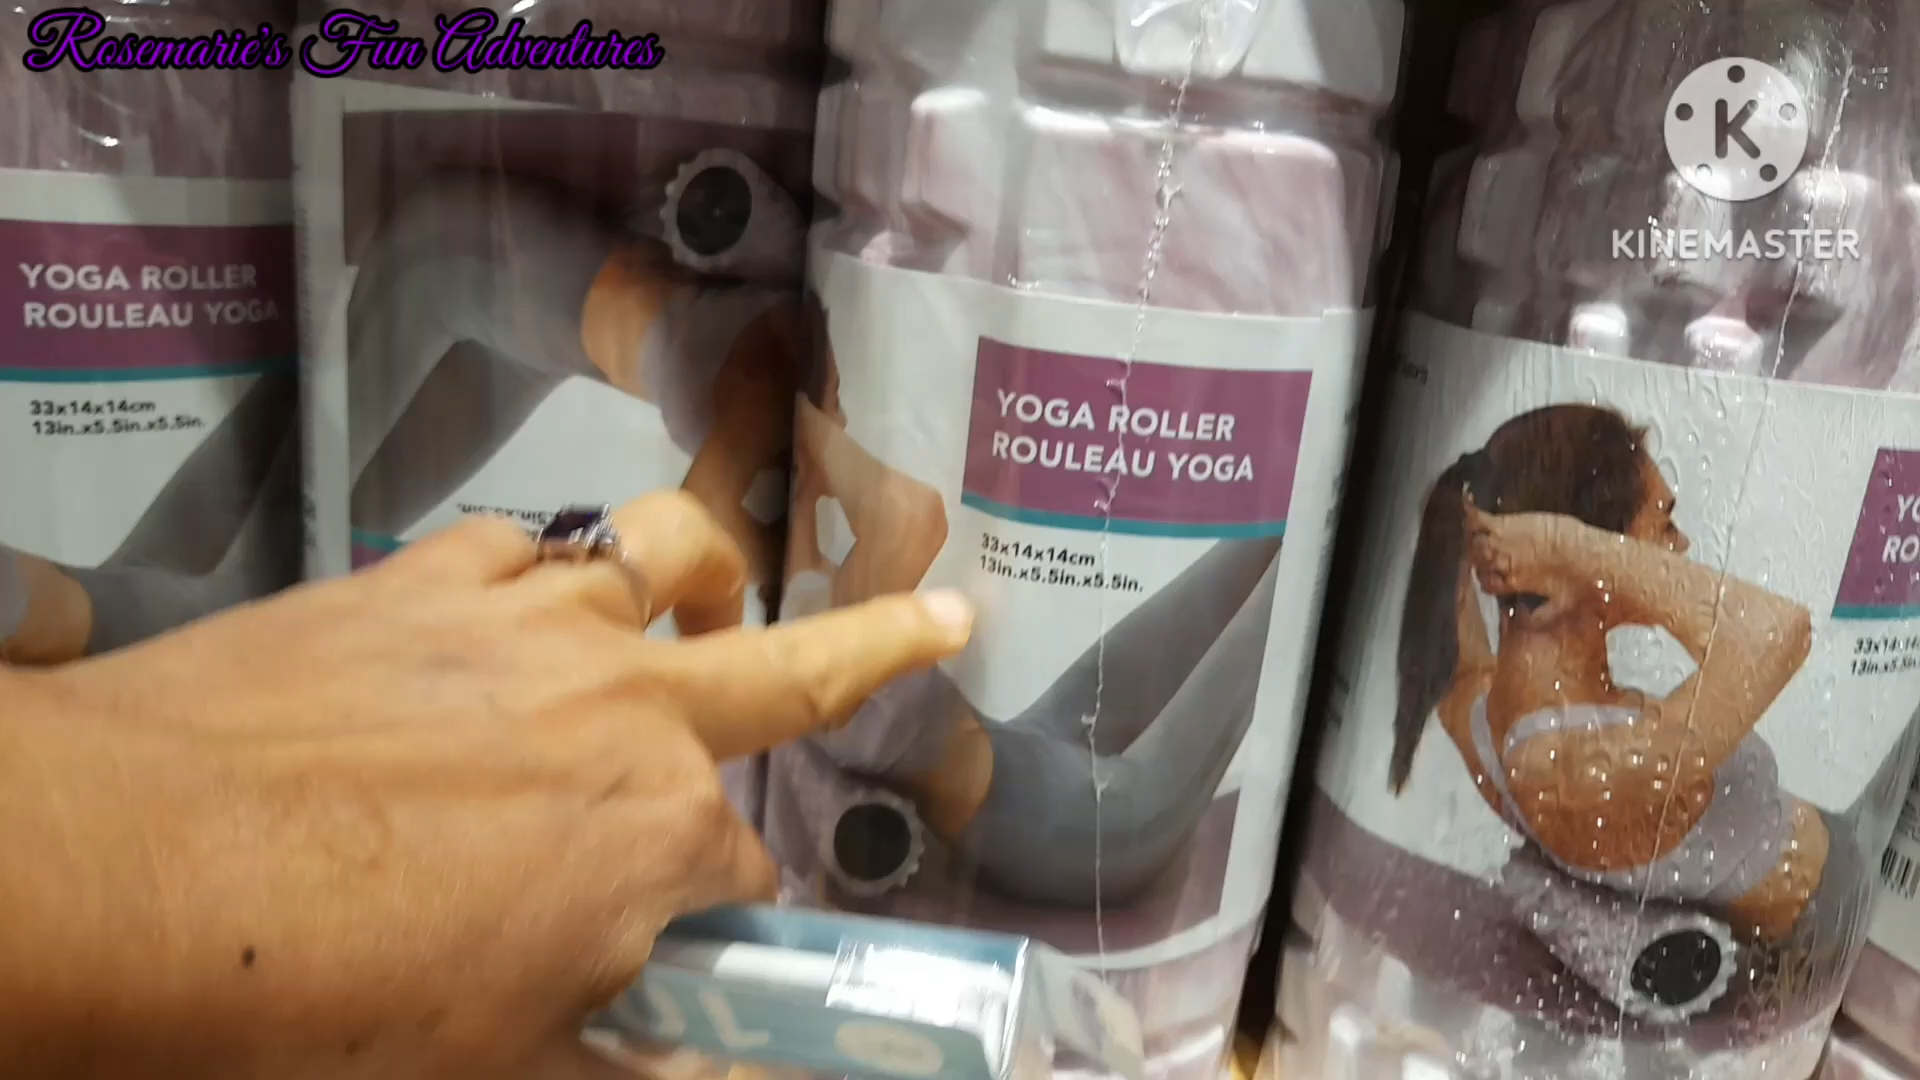 Rosemarie's Fun Adventures
K
KINEMASTER
YOGA ROLLER
ROULEAU YOGA
33x14x14cm
13in.x5.5in.x5.5in.
YOGA ROLLER
ROULEAU YOGA
33x14x14cm
13in.x5.5in.x5.5in.